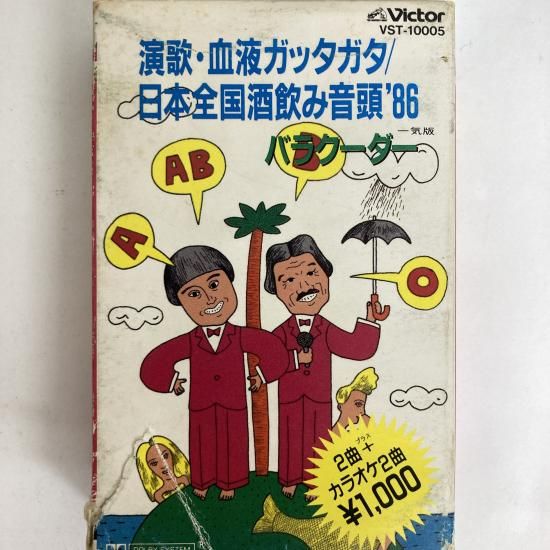 Victor
VST-10005
演歌・血液ガッタガタ/
日本全国酒飲み音頭'86
一気版
バラクーダー
AB
B
A
O
プラス
2曲+
カラオケ2曲
¥1,000
DOLBY SYSTEM